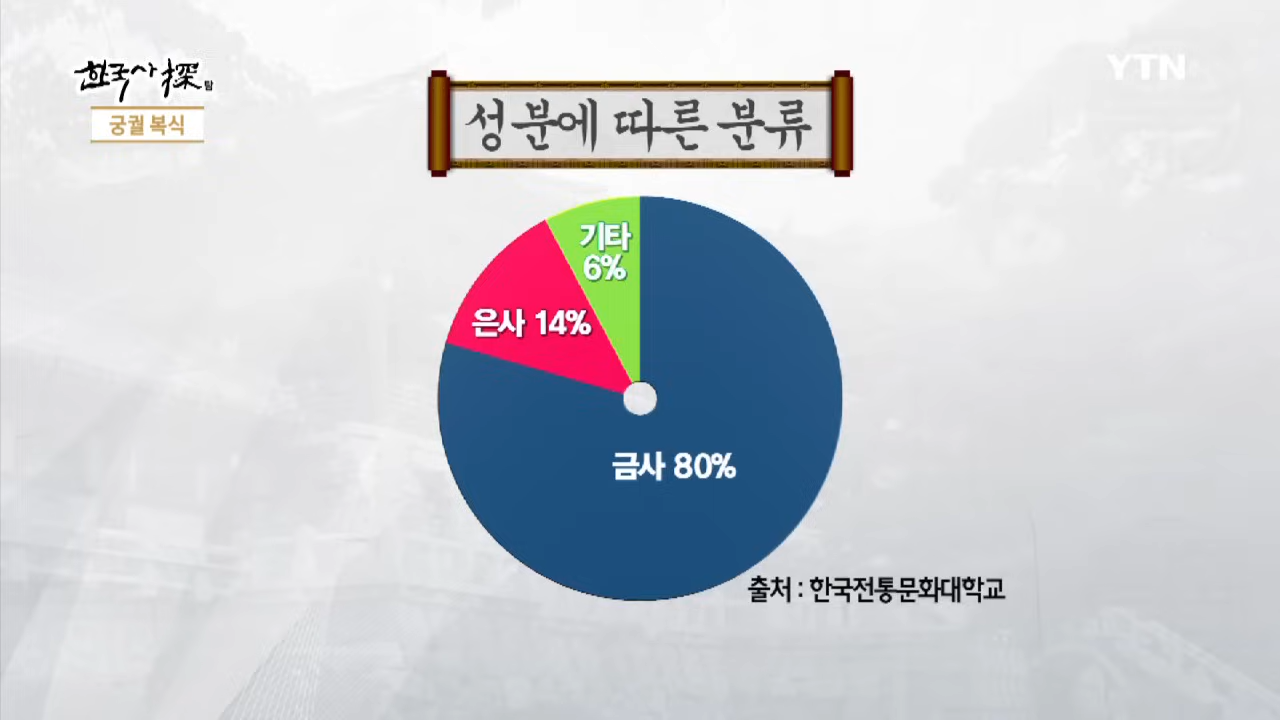 한국사 探 탐
궁궐 복식
YTN
성분에 따른 분류
기타
6%
은사 14%
금사 80%
출처 : 한국전통문화대학교